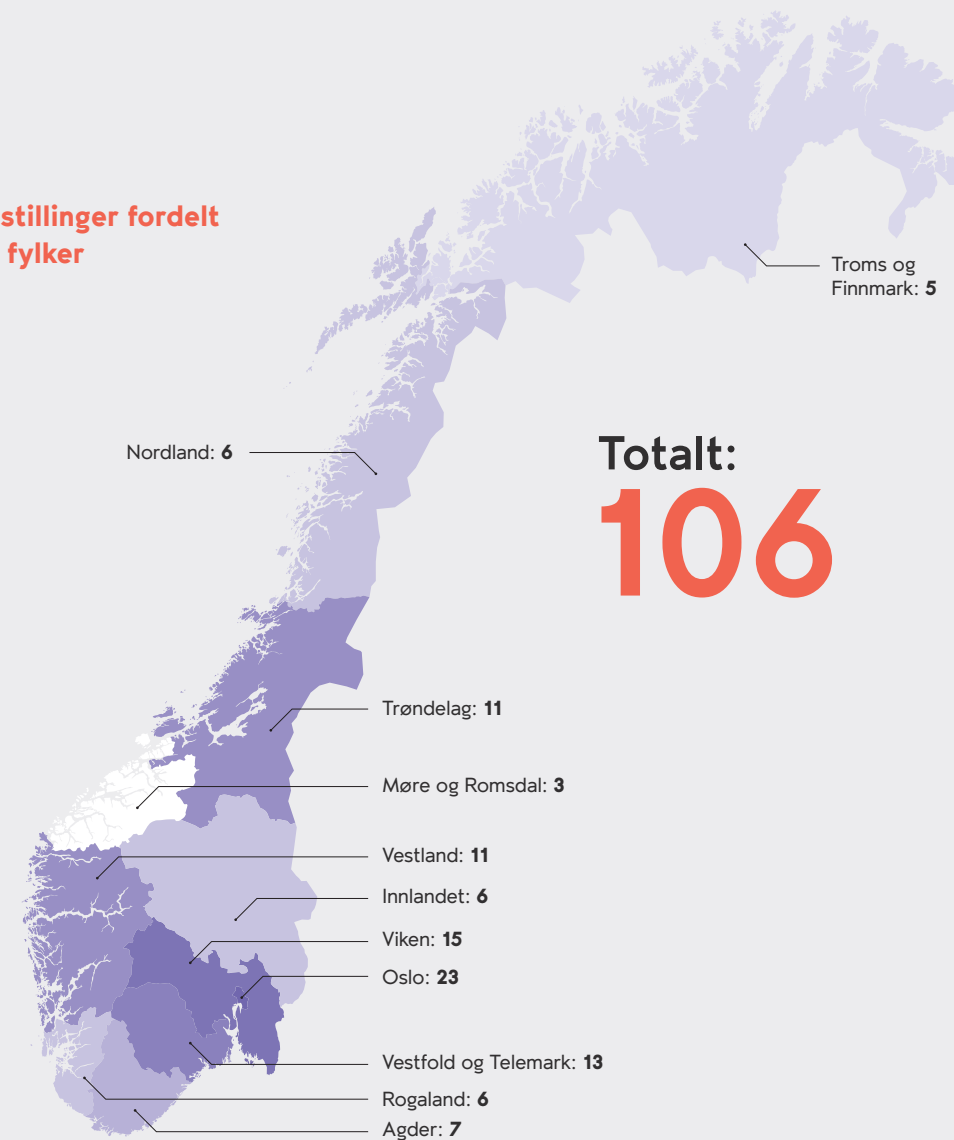 stillinger fordelt
fylker
Troms og
Finnmark: 5
Nordland: 6
Totalt:
106
Trøndelag: 11
Møre og Romsdal: 3
Vestland: 11
Innlandet: 6
Viken: 15
Oslo: 23
Vestfold og Telemark: 13
Rogaland: 6
Agder: 7